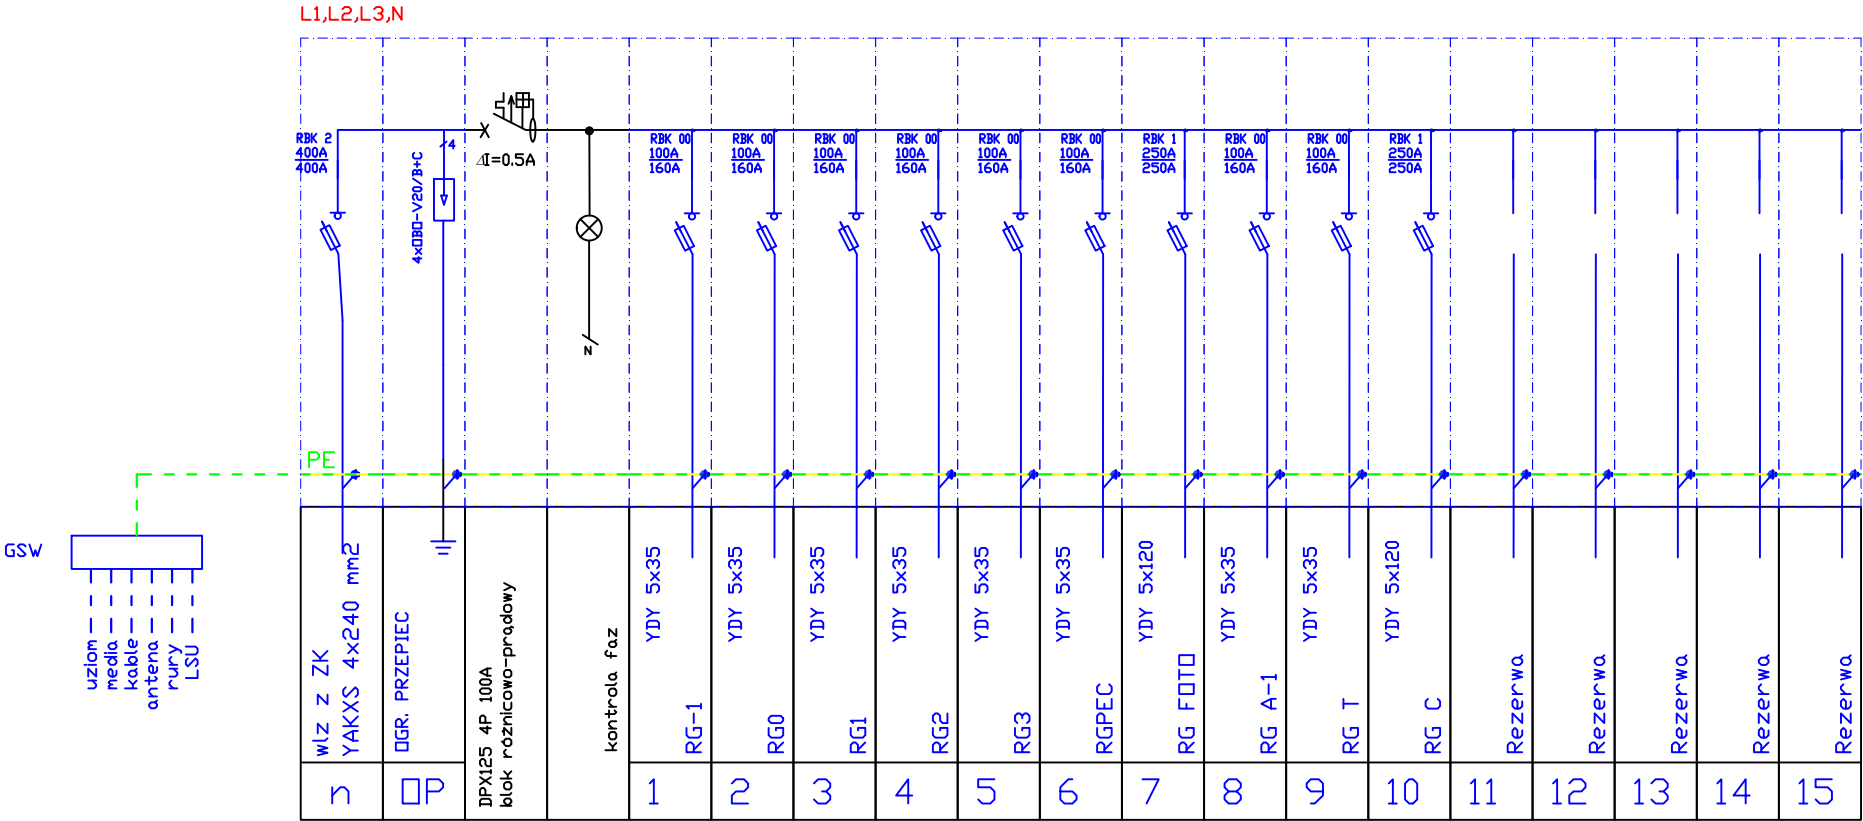 L1,L2,L3,N
RBK 2
400A
400A
4
4xOBO-V20/B+C
ΔI=0.5A
N
RBK 00
100A
160A
RBK 00
100A
160A
RBK 00
100A
160A
RBK 00
100A
160A
RBK 00
100A
160A
RBK 00
100A
160A
RBK 1
250A
250A
RBK 00
100A
160A
RBK 00
100A
160A
RBK 1
250A
250A
PE
GSW
uziom
media
kable
antena
rury
LSU
wlz z ZK
YAKXS 4x240 mm2
OGR. PRZEPIEC
DPX125 4P 100A
blok różnicowo-prądowy
kontrola faz
YDY 5x35
RG-1
YDY 5x35
RG0
YDY 5x35
RG1
YDY 5x35
RG2
YDY 5x35
RG3
YDY 5x35
RGPEC
YDY 5x120
RG FOTO
YDY 5x35
RG A-1
YDY 5x35
RG T
YDY 5x120
RG C
Rezerwa
Rezerwa
Rezerwa
Rezerwa
Rezerwa
n
OP
1
2
3
4
5
6
7
8
9
10
11
12
13
14
15